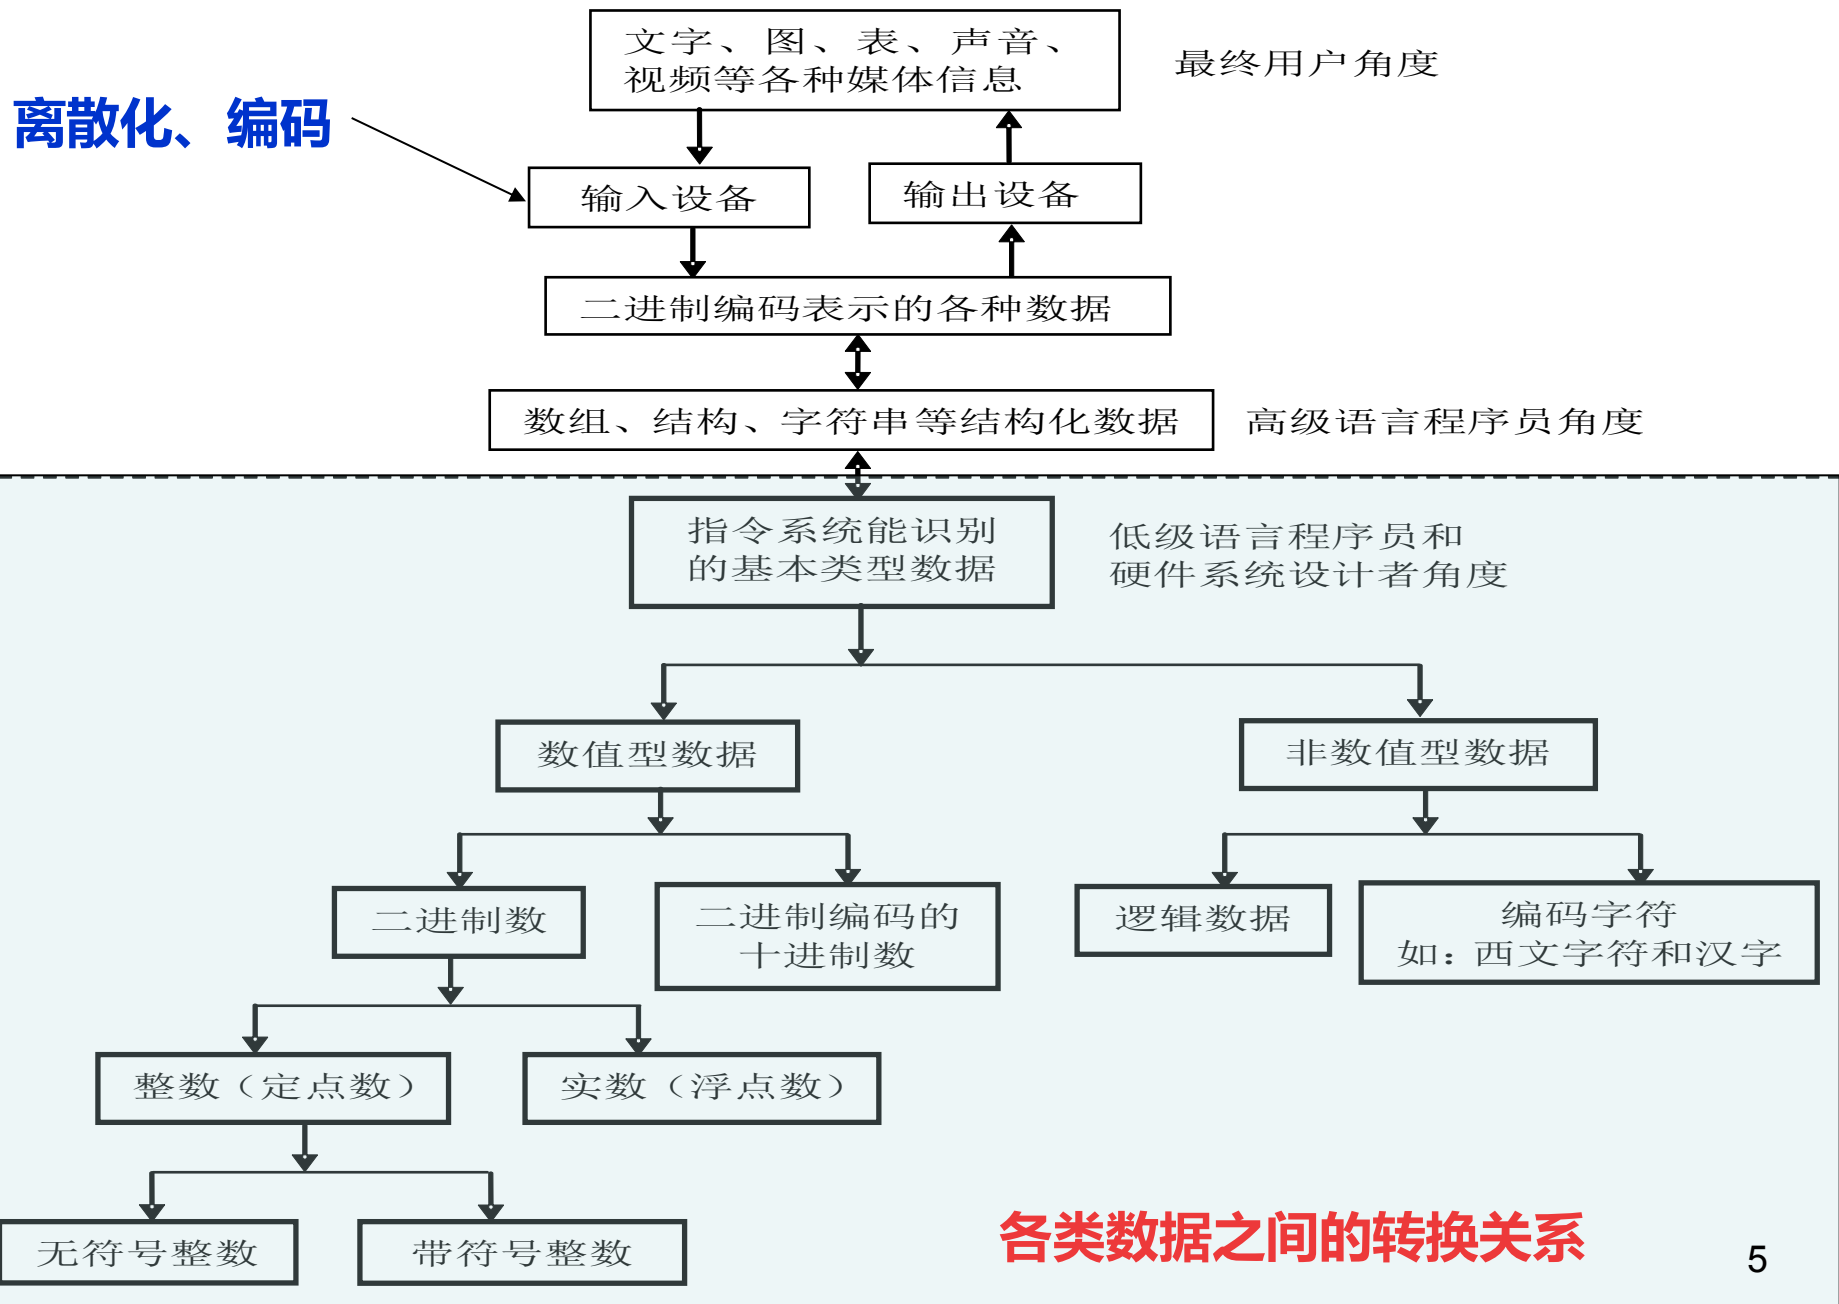 文字、图、表、声音、
视频等各种媒体信息
最终用户角度
离散化、编码
输入设备
输出设备
二进制编码表示的各种数据
数组、结构、字符串等结构化数据
高级语言程序员角度
指令系统能识别
的基本类型数据
低级语言程序员和
硬件系统设计者角度
数值型数据
非数值型数据
二进制数
二进制编码的
十进制数
逻辑数据
编码字符
如：西文字符和汉字
整数（定点数）
实数（浮点数）
无符号整数
带符号整数
各类数据之间的转换关系
5